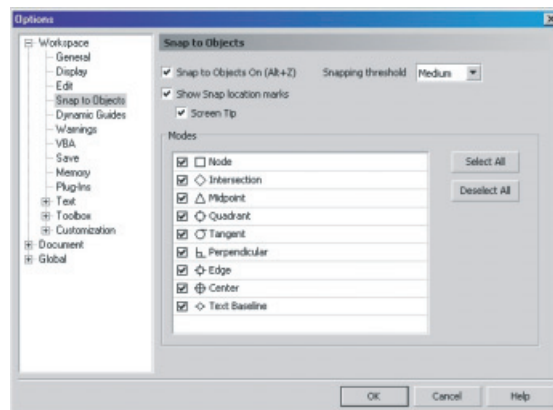 Options
Workspace
General
Display
Edit
Snap to Objects
Dynamic Guides
Warnings
VBA
Save
Memory
Plug-Ins
Text
Toolbox
Customization
Document
Global
Snap to Objects
Snap to Objects On (Alt+Z)
Snapping threshold Medium
Show Snap location marks
Screen Tip
Modes
Node
Intersection
Midpoint
Quadrant
Tangent
Perpendicular
Edge
Center
Text Baseline
Select All
Deselect All
OK Cancel Help